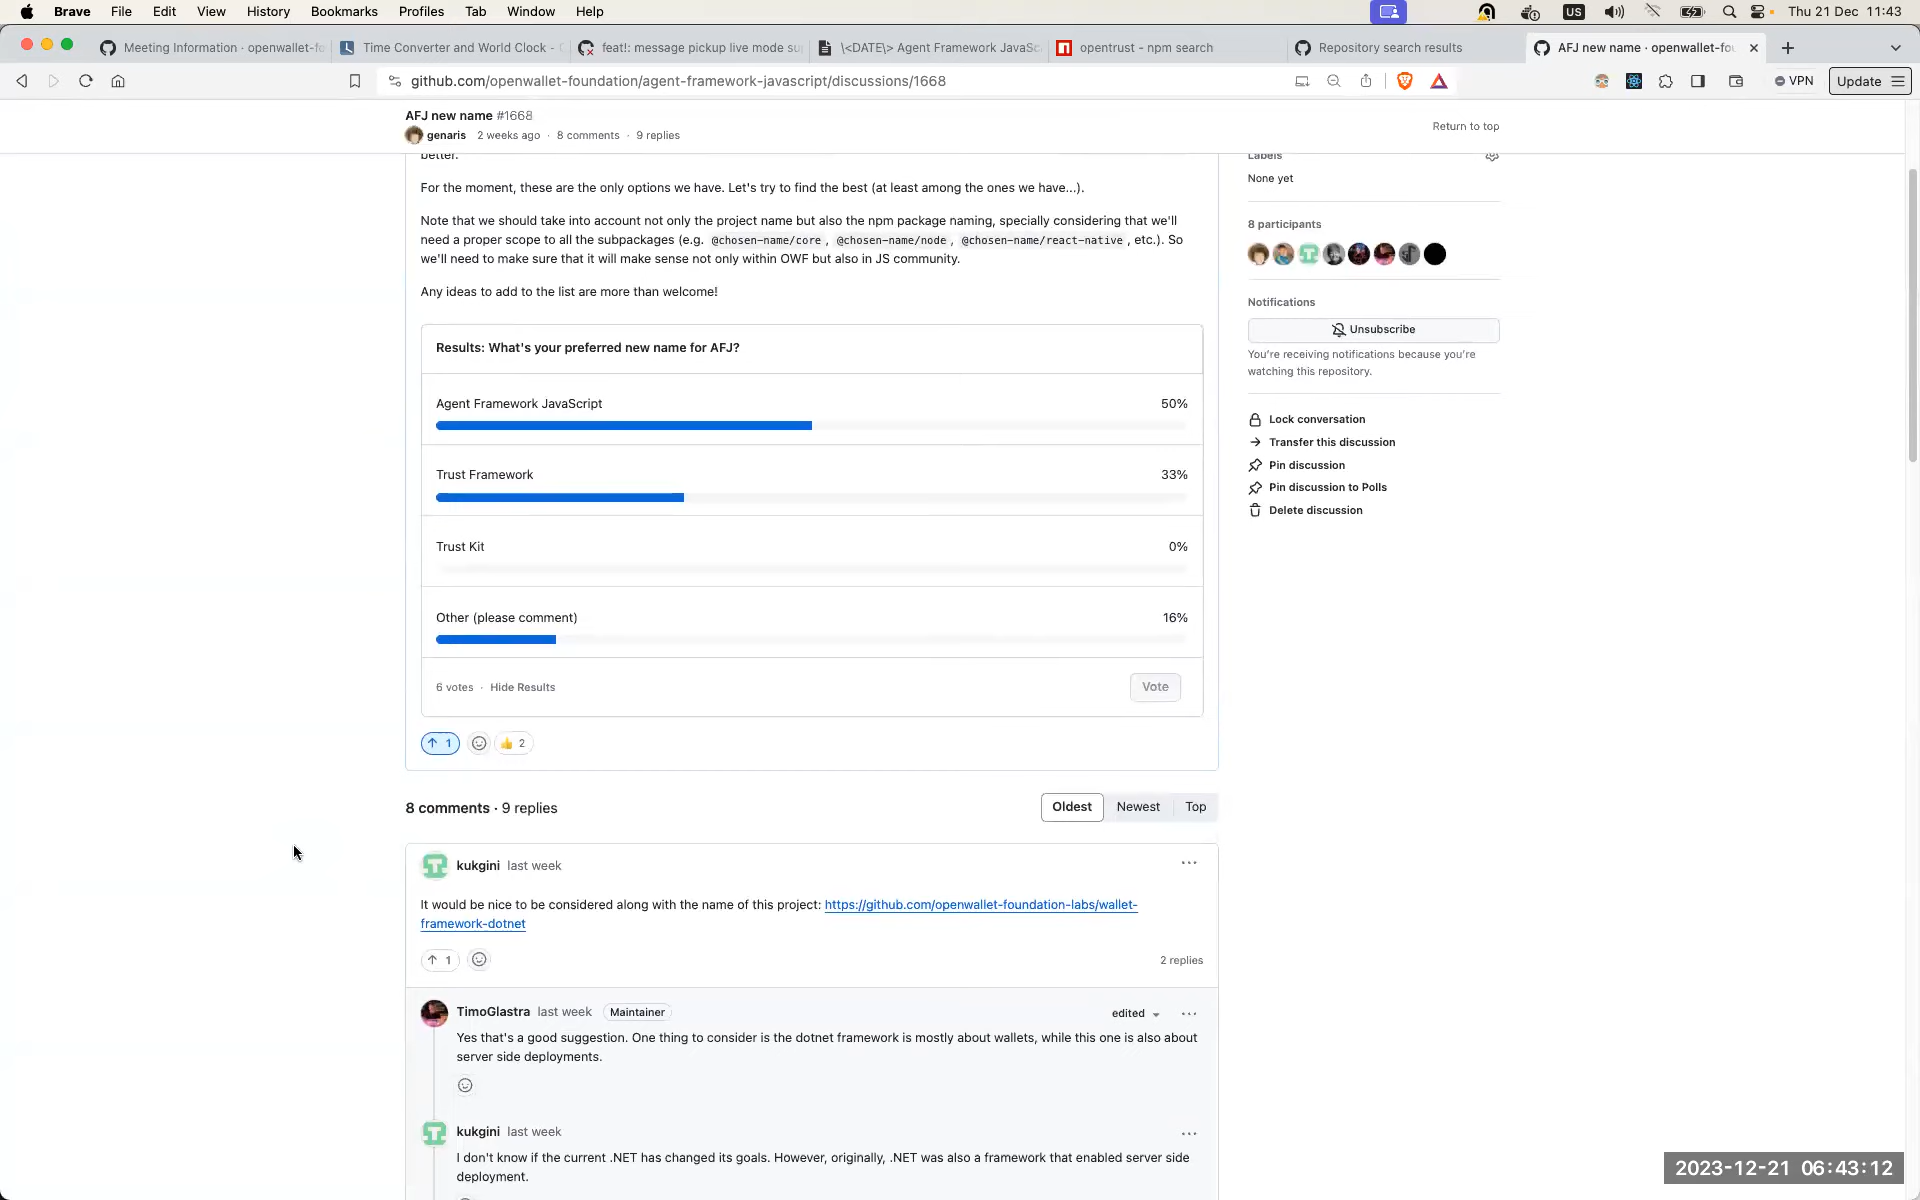 Brave File Edit View History Bookmarks Profiles Tab Window Help US Thu 21 Dec 11:43
Meeting Information · openwallet-fo Time Converter and World Clock - feat!: message pickup live mode su \<DATE\> Agent Framework JavaSc opentrust - npm search Repository search results AFJ new name · openwallet-fou
github.com/openwallet-foundation/agent-framework-javascript/discussions/1668 VPN Update
AFJ new name #1668
genaris 2 weeks ago · 8 comments · 9 replies
Return to top
better.
For the moment, these are the only options we have. Let's try to find the best (at least among the ones we have...).
Note that we should take into account not only the project name but also the npm package naming, specially considering that we'll
need a proper scope to all the subpackages (e.g. @chosen-name/core , @chosen-name/node , @chosen-name/react-native , etc.). So
we'll need to make sure that it will make sense not only within OWF but also in JS community.
Any ideas to add to the list are more than welcome!
Results: What's your preferred new name for AFJ?
Agent Framework JavaScript 50%
Trust Framework 33%
Trust Kit 0%
Other (please comment) 16%
6 votes · Hide Results Vote
1 2
8 comments · 9 replies Oldest Newest Top
kukgini last week
It would be nice to be considered along with the name of this project: https://github.com/openwallet-foundation-labs/wallet-
framework-dotnet
1 2 replies
TimoGlastra last week Maintainer edited
Yes that's a good suggestion. One thing to consider is the dotnet framework is mostly about wallets, while this one is also about
server side deployments.
kukgini last week
I don't know if the current .NET has changed its goals. However, originally, .NET was also a framework that enabled server side
deployment.
Labels
None yet
8 participants
Notifications
Unsubscribe
You're receiving notifications because you're
watching this repository.
Lock conversation
Transfer this discussion
Pin discussion
Pin discussion to Polls
Delete discussion
2023-12-21 06:43:12